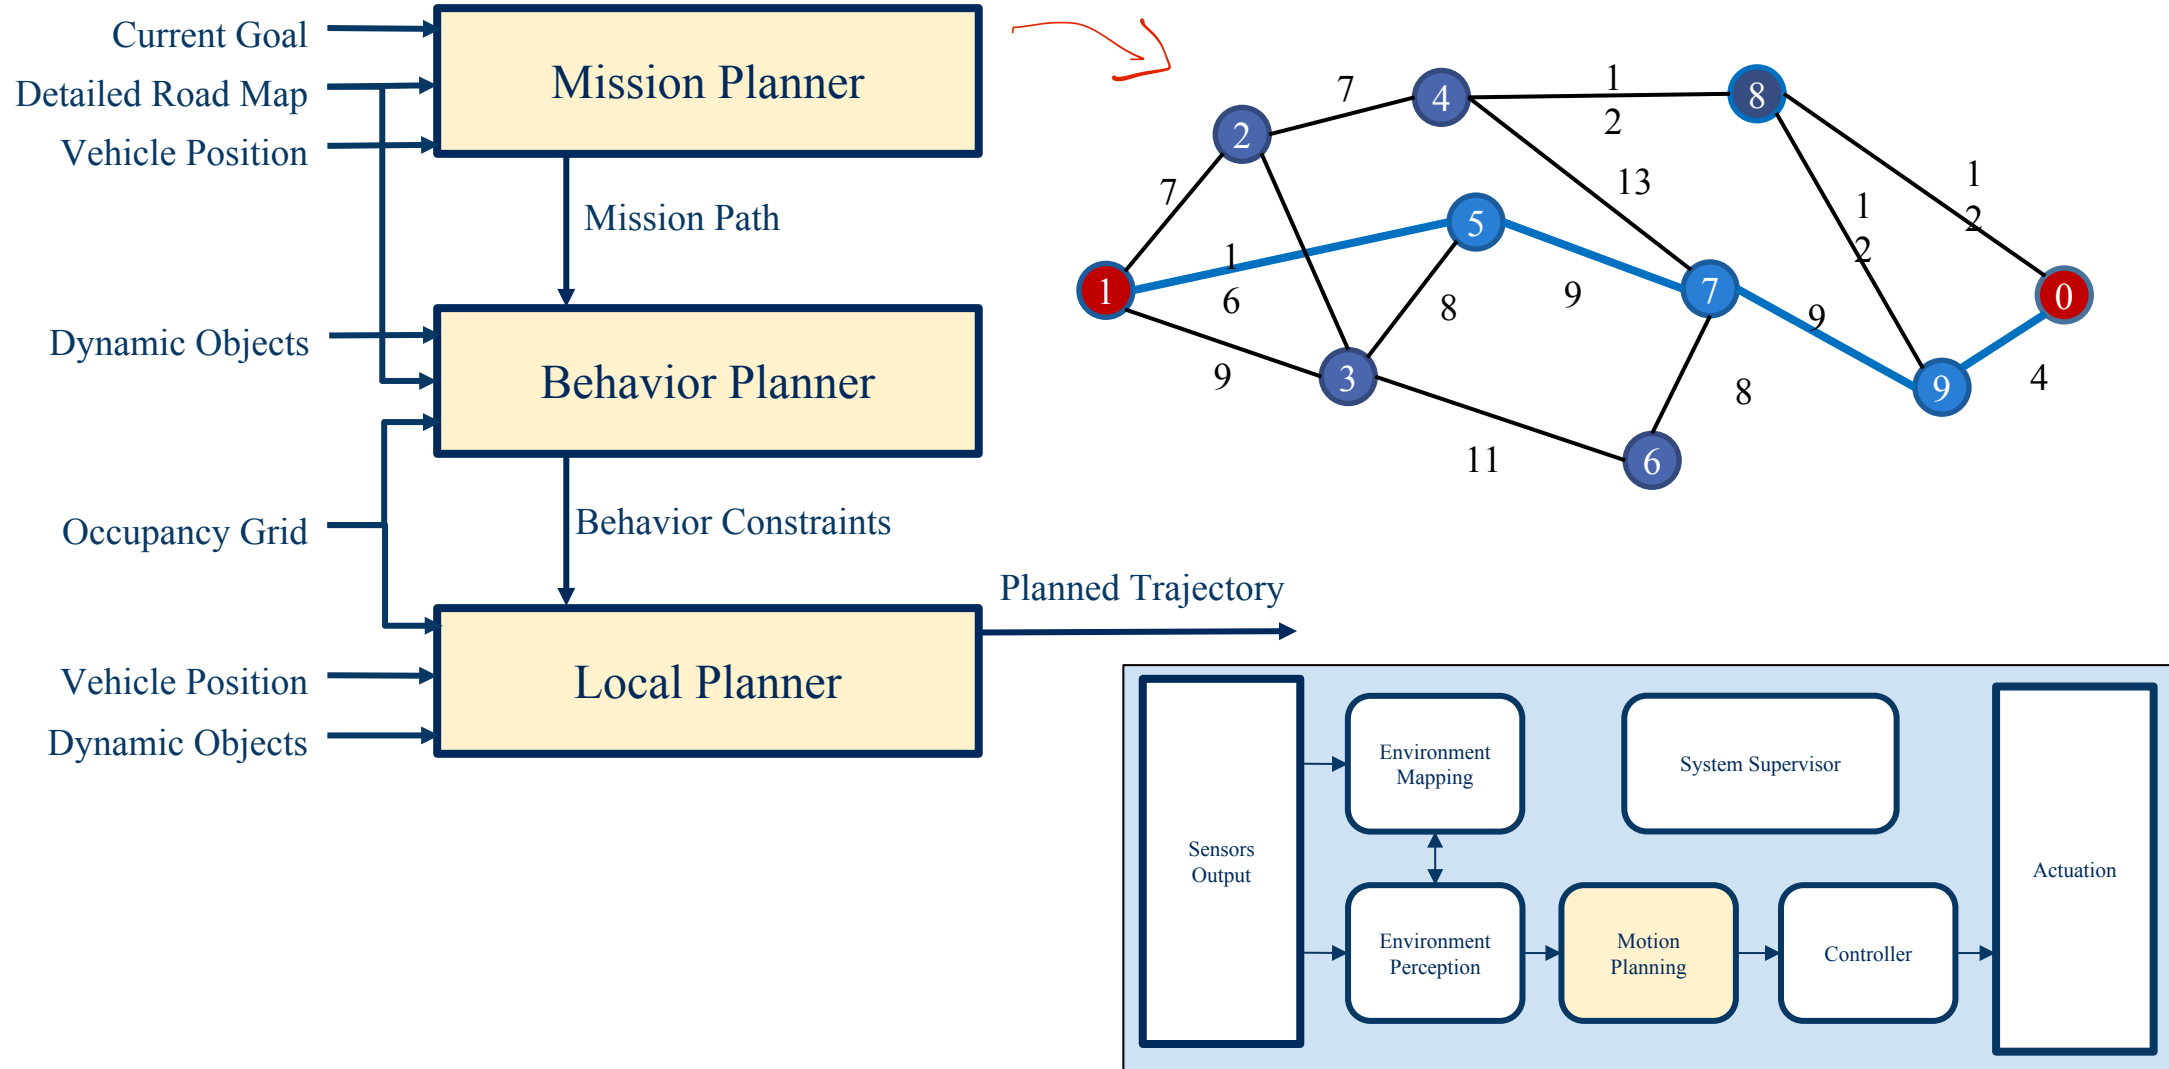 Current Goal
Detailed Road Map
Vehicle Position
Mission Planner
Mission Path
Dynamic Objects
Behavior Planner
Occupancy Grid
Behavior Constraints
Planned Trajectory
Vehicle Position
Dynamic Objects
Local Planner
7
1
2
4
8
2
13
7
1
2
1
2
5
1
6
1
8
9
7
9
0
9
3
8
9
4
11
6
Sensors
Output
Environment
Mapping
System Supervisor
Environment
Perception
Motion
Planning
Controller
Actuation